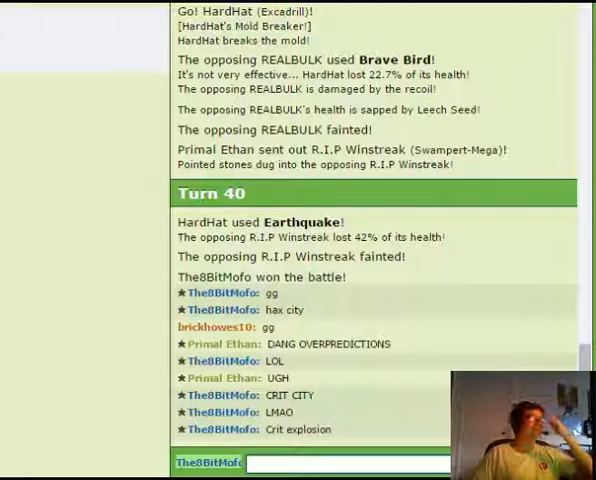 Go! HardHat (Excadrill)!
[HardHat's Mold Breaker!]
HardHat breaks the mold!
The opposing REALBULK used Brave Bird!
It's not very effective... HardHat lost 22.7% of its health!
The opposing REALBULK is damaged by the recoil!
The opposing REALBULK's health is sapped by Leech Seed!
The opposing REALBULK fainted!
Primal Ethan sent out R.I.P Winstreak (Swampert-Mega)!
Pointed stones dug into the opposing R.I.P Winstreak!
Turn 40
HardHat used Earthquake!
The opposing R.I.P Winstreak lost 42% of its health!
The opposing R.I.P Winstreak fainted!
The8BitMofo won the battle!
★The8BitMofo: gg
★The8BitMofo: hax city
brickhowes10: gg
★Primal Ethan: DANG OVERPREDICTIONS
★The8BitMofo: LOL
★Primal Ethan: UGH
★The8BitMofo: CRIT CITY
★The8BitMofo: LMAO
★The8BitMofo: Crit explosion
The8BitMofo